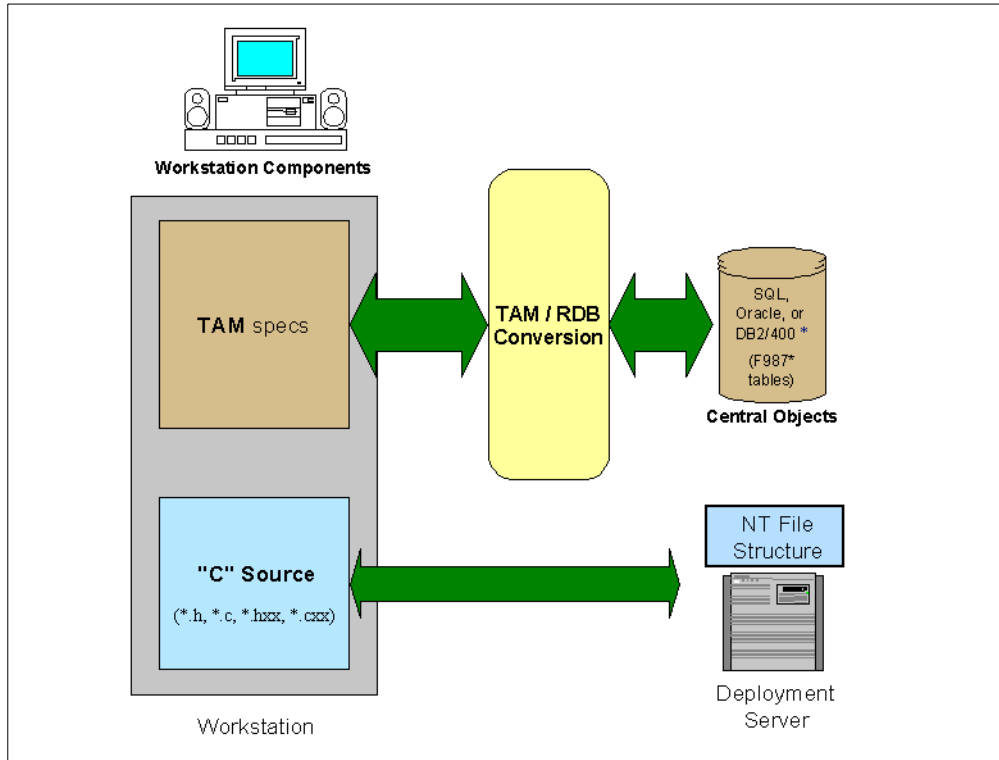 Workstation Components
TAM specs
TAM / RDB
Conversion
SQL,
Oracle, or
DB2/400 *
(F987*
tables)
Central Objects
"C" Source
(*.h, *.c, *.hxx, *.cxx)
NT File
Structure
Deployment
Server
Workstation